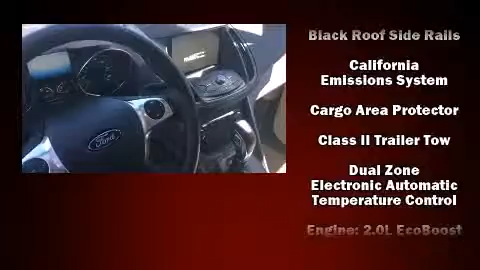 Black Roof Side Rails
California
Emissions System
Cargo Area Protector
Class II Trailer Tow
Dual Zone
Electronic Automatic
Temperature Control
Engine: 2.0L EcoBoost
Ford